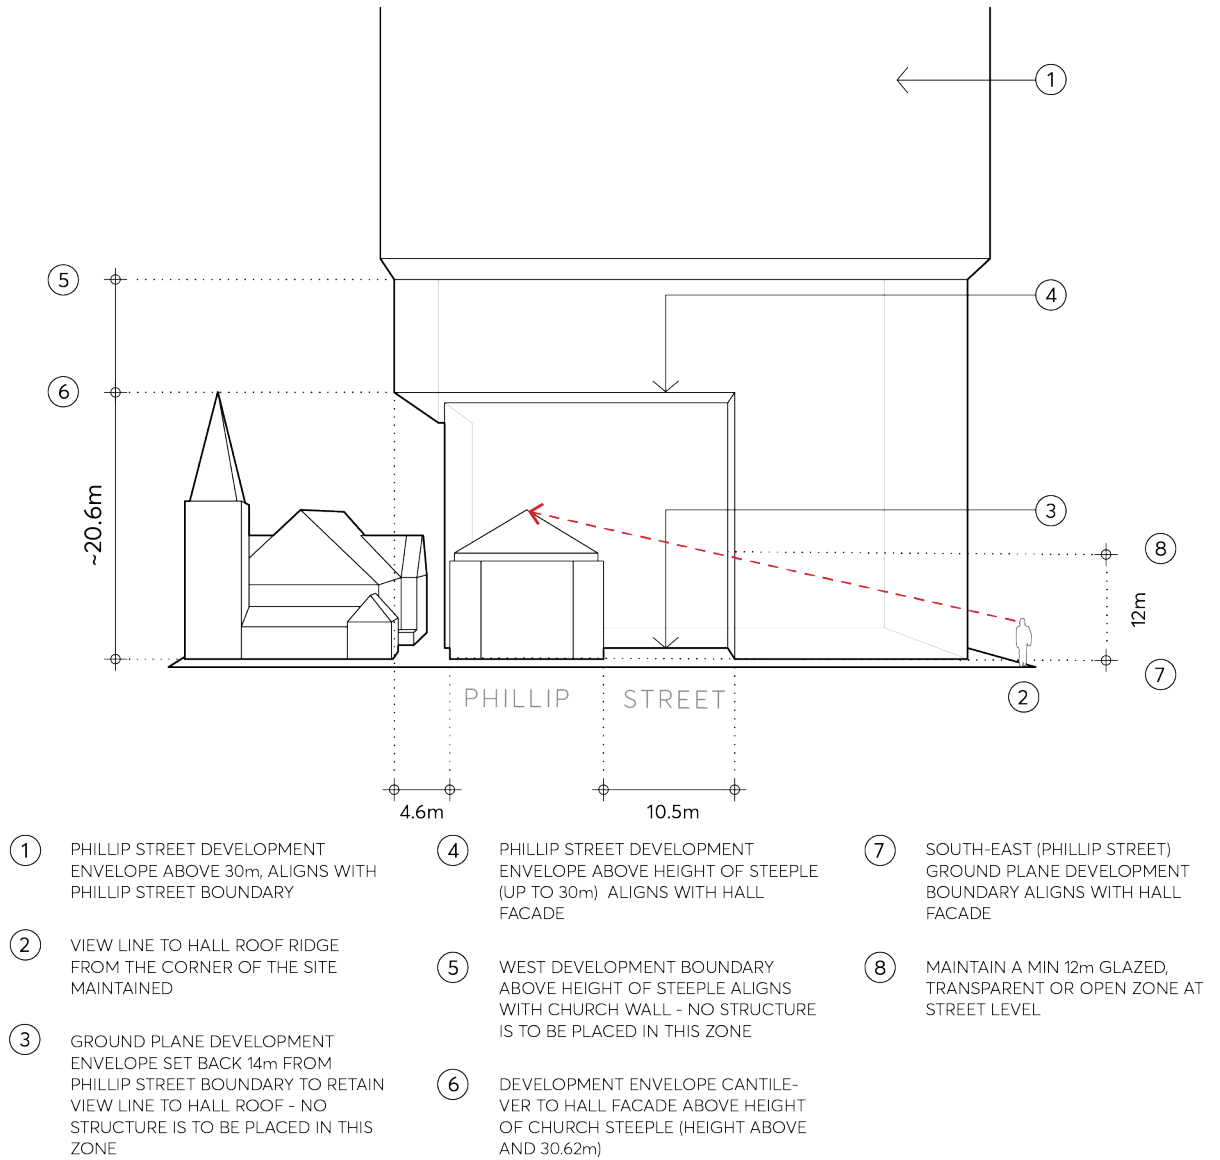 1
5
4
6
~20.6m
3
8
12m
7
PHILLIP STREET
2
4.6m
10.5m
1
PHILLIP STREET DEVELOPMENT
ENVELOPE ABOVE 30m, ALIGNS WITH
PHILLIP STREET BOUNDARY
2
VIEW LINE TO HALL ROOF RIDGE
FROM THE CORNER OF THE SITE
MAINTAINED
3
GROUND PLANE DEVELOPMENT
ENVELOPE SET BACK 14m FROM
PHILLIP STREET BOUNDARY TO RETAIN
VIEW LINE TO HALL ROOF - NO
STRUCTURE IS TO BE PLACED IN THIS
ZONE
4
PHILLIP STREET DEVELOPMENT
ENVELOPE ABOVE HEIGHT OF STEEPLE
(UP TO 30m) ALIGNS WITH HALL
FACADE
5
WEST DEVELOPMENT BOUNDARY
ABOVE HEIGHT OF STEEPLE ALIGNS
WITH CHURCH WALL - NO STRUCTURE
IS TO BE PLACED IN THIS ZONE
6
DEVELOPMENT ENVELOPE CANTILE-
VER TO HALL FACADE ABOVE HEIGHT
OF CHURCH STEEPLE (HEIGHT ABOVE
AND 30.62m)
7
SOUTH-EAST (PHILLIP STREET)
GROUND PLANE DEVELOPMENT
BOUNDARY ALIGNS WITH HALL
FACADE
8
MAINTAIN A MIN 12m GLAZED,
TRANSPARENT OR OPEN ZONE AT
STREET LEVEL